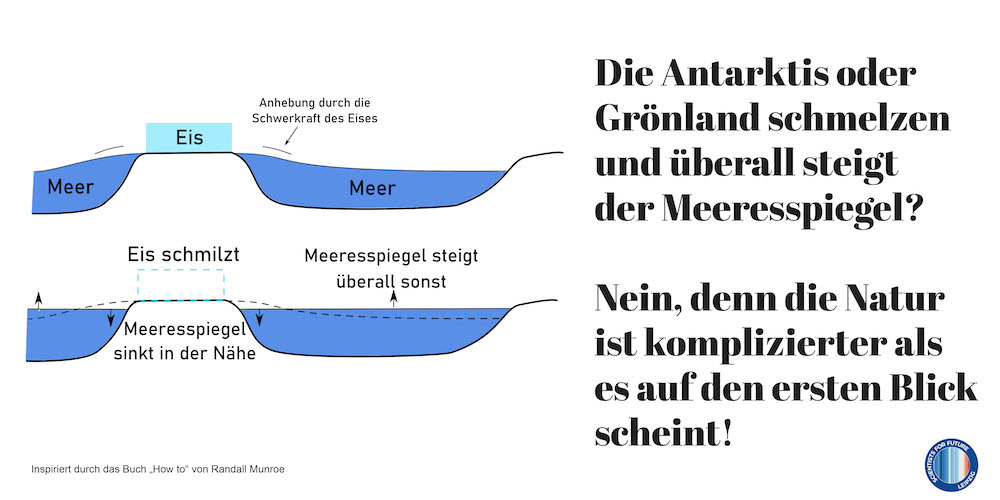 Die Antarktis oder
Grönland schmelzen
und überall steigt
der Meeresspiegel?
Nein, denn die Natur
ist komplizierter als
es auf den ersten Blick
scheint!
Anhebung durch die
Schwerkraft des Eises
Eis
Meer
Meer
Eis schmilzt
Meeresspiegel steigt
überall sonst
Meeresspiegel
sinkt in der Nähe
Inspiriert durch das Buch „How to“ von Randall Munroe
SCIENTISTS FOR FUTURE
LEIPZIG